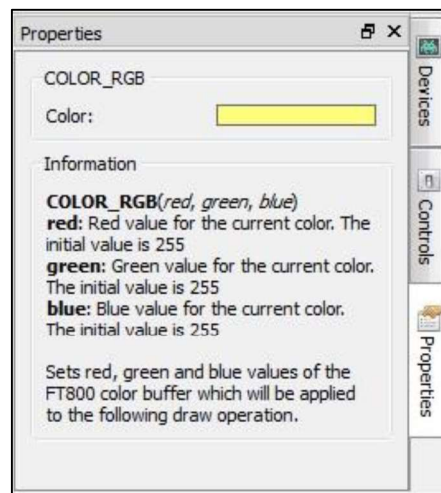 Properties
COLOR_RGB
Color:
Information
COLOR_RGB(red, green, blue)
red: Red value for the current color. The
initial value is 255
green: Green value for the current color.
The initial value is 255
blue: Blue value for the current color.
The initial value is 255
Sets red, green and blue values of the
FT800 color buffer which will be applied
to the following draw operation.
Devices
Controls
Properties